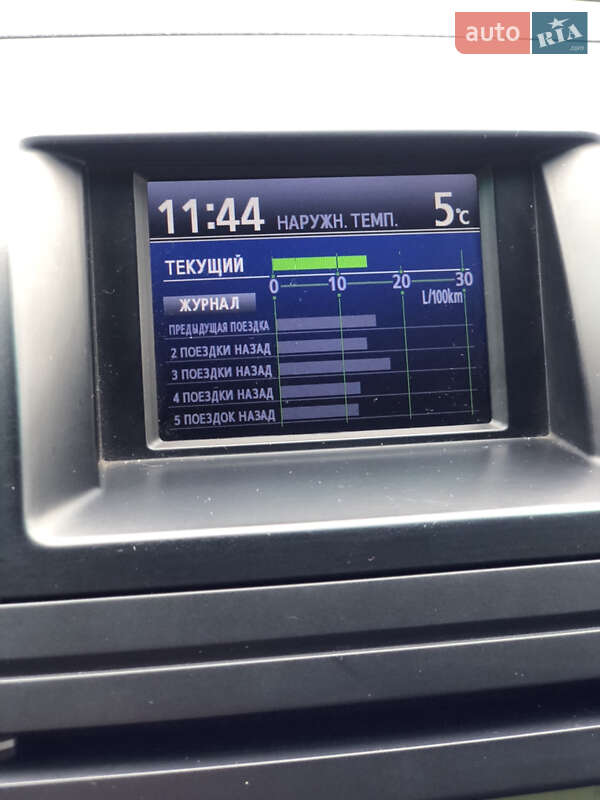 auto RIA .com
11:44 НАРУЖН. ТЕМП. 5°C
ТЕКУЩИЙ
0 10 20 30
ЖУРНАЛ
L/100km
ПРЕДЫДУЩАЯ ПОЕЗДКА
2 ПОЕЗДКИ НАЗАД
3 ПОЕЗДКИ НАЗАД
4 ПОЕЗДКИ НАЗАД
5 ПОЕЗДОК НАЗАД